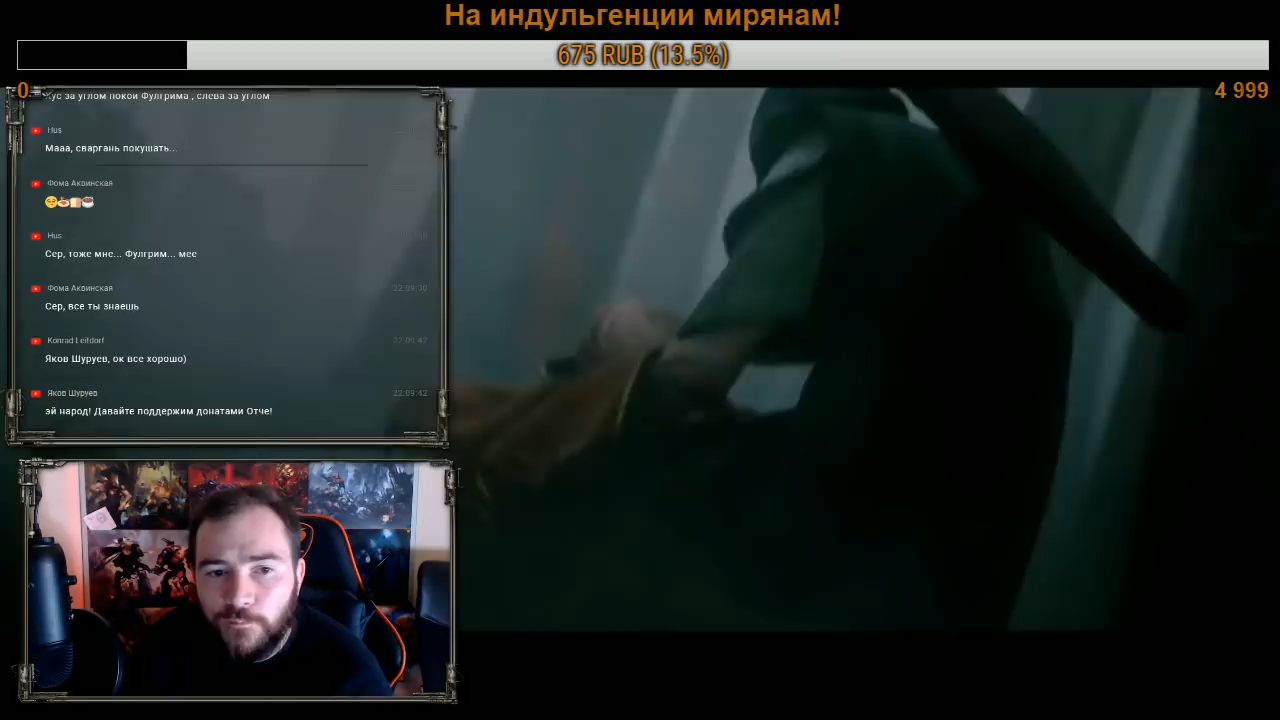 На индульгенции мирянам!
675 RUB (13.5%)
0
4 999
за углом покои Фулгрима , слева за углом
Hus
Мааа, сваргань покушать...
Фома Аквинская
Hus
Сер, тоже мне... Фулгрим... мее
Фома Аквинская 22:09:30
Сер, все ты знаешь
Konrad Leitdorf 22:09:42
Яков Шуруев, ок все хорошо)
Яков Шуруев 22:09:42
эй народ! Давайте поддержим донатами Отче!